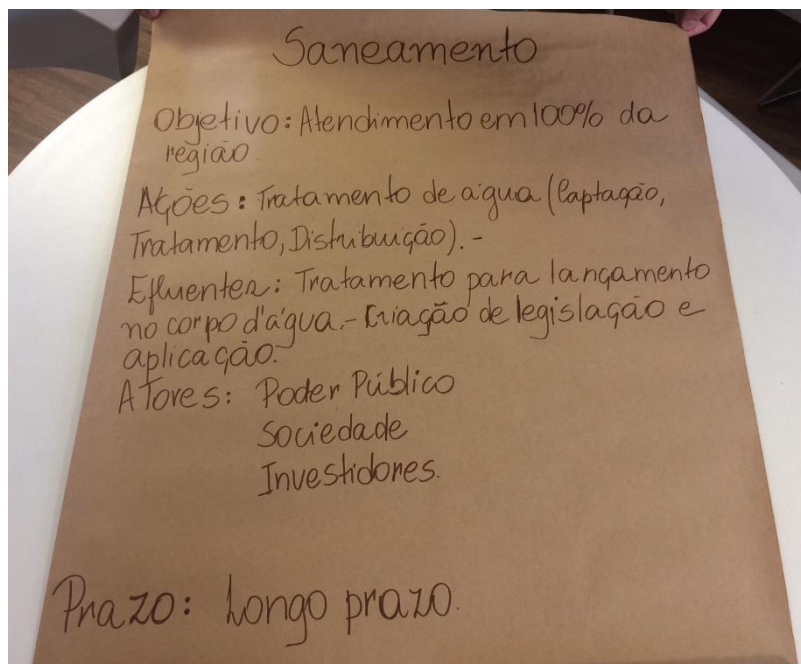 Saneamento
Objetivo: Atendimento em 100% da
região.
Ações: Tratamento de água (Captação,
Tratamento, Distribuição). -
Efluentes: Tratamento para lançamento
no corpo d'água. - Criação de legislação e
aplicação.
Atores: Poder Público
Sociedade
Investidores.
Prazo: Longo prazo.